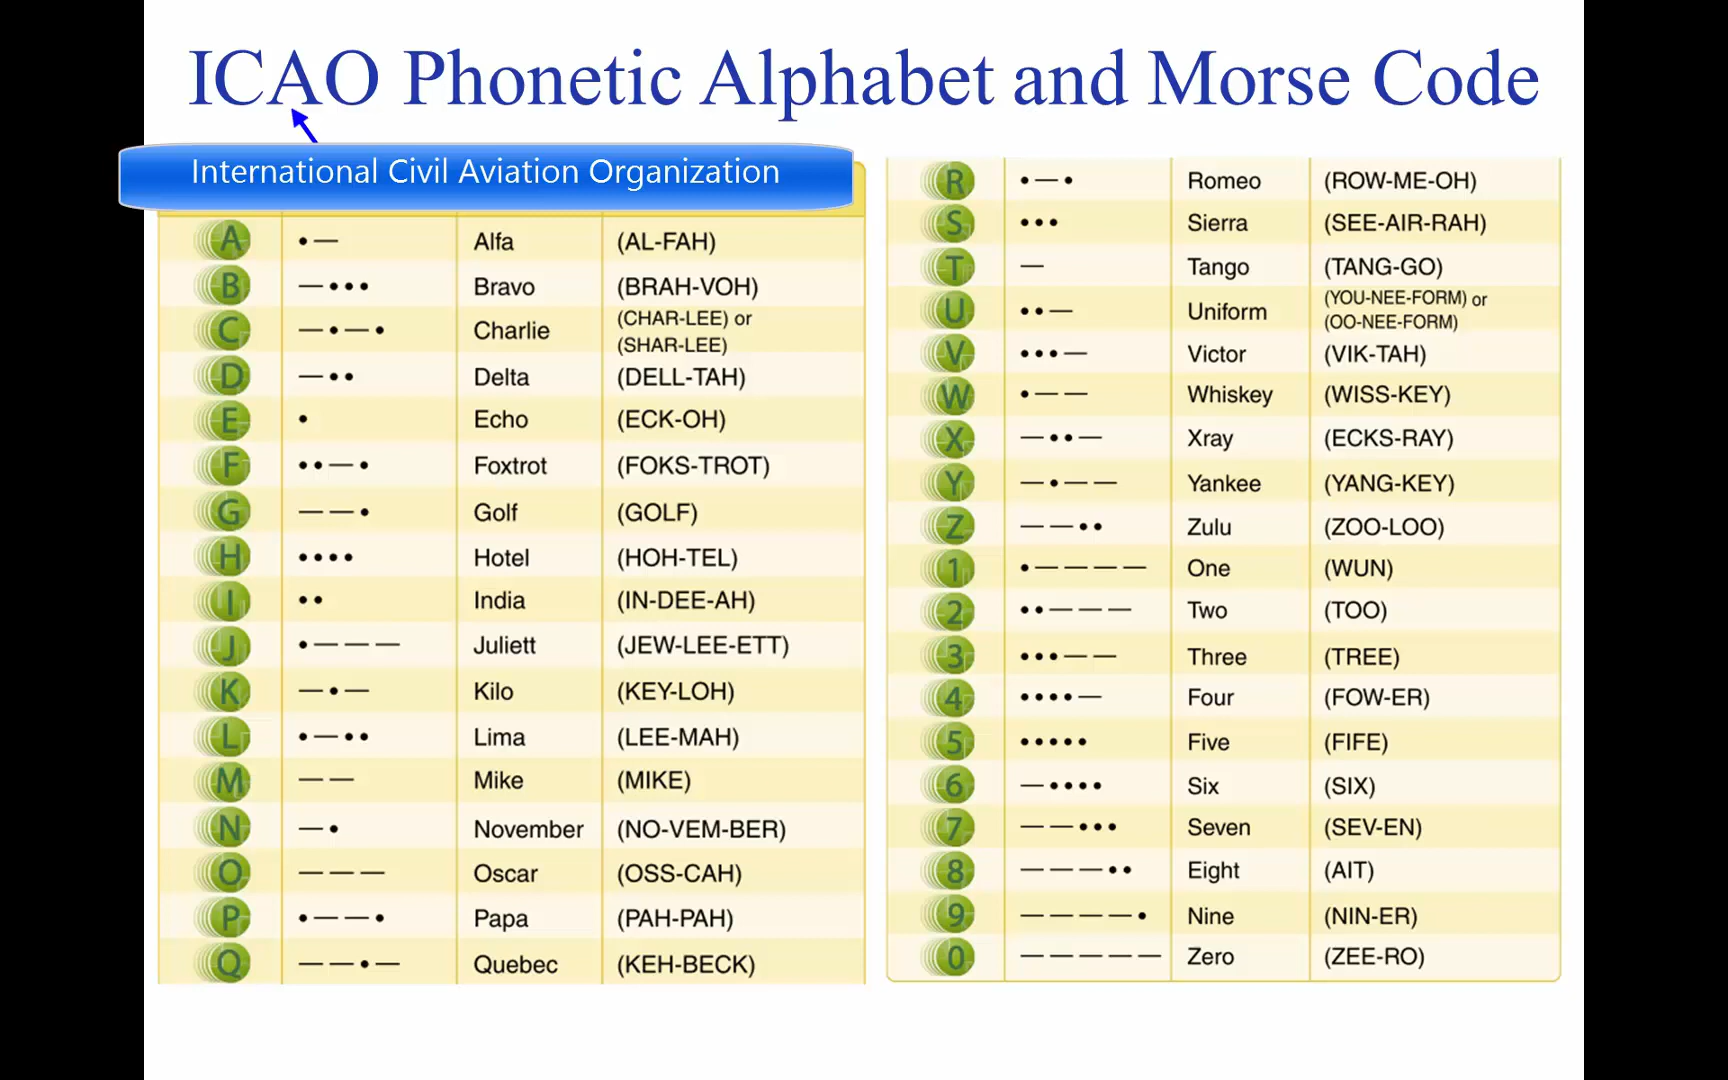 ICAO Phonetic Alphabet and Morse Code
International Civil Aviation Organization
A •— Alfa (AL-FAH)
B —••• Bravo (BRAH-VOH)
C —•—• Charlie (CHAR-LEE) or
(SHAR-LEE)
D —•• Delta (DELL-TAH)
E • Echo (ECK-OH)
F ••—• Foxtrot (FOKS-TROT)
G ——• Golf (GOLF)
H •••• Hotel (HOH-TEL)
I •• India (IN-DEE-AH)
J •——— Juliett (JEW-LEE-ETT)
K —•— Kilo (KEY-LOH)
L •—•• Lima (LEE-MAH)
M —— Mike (MIKE)
N —• November (NO-VEM-BER)
O ——— Oscar (OSS-CAH)
P •——• Papa (PAH-PAH)
Q ——•— Quebec (KEH-BECK)
R •—• Romeo (ROW-ME-OH)
S ••• Sierra (SEE-AIR-RAH)
T — Tango (TANG-GO)
U ••— Uniform (YOU-NEE-FORM) or
(OO-NEE-FORM)
V •••— Victor (VIK-TAH)
W •—— Whiskey (WISS-KEY)
X —••— Xray (ECKS-RAY)
Y —•—— Yankee (YANG-KEY)
Z ——•• Zulu (ZOO-LOO)
1 •———— One (WUN)
2 ••——— Two (TOO)
3 •••—— Three (TREE)
4 ••••— Four (FOW-ER)
5 ••••• Five (FIFE)
6 —•••• Six (SIX)
7 ——••• Seven (SEV-EN)
8 ———•• Eight (AIT)
9 ————• Nine (NIN-ER)
0 ————— Zero (ZEE-RO)